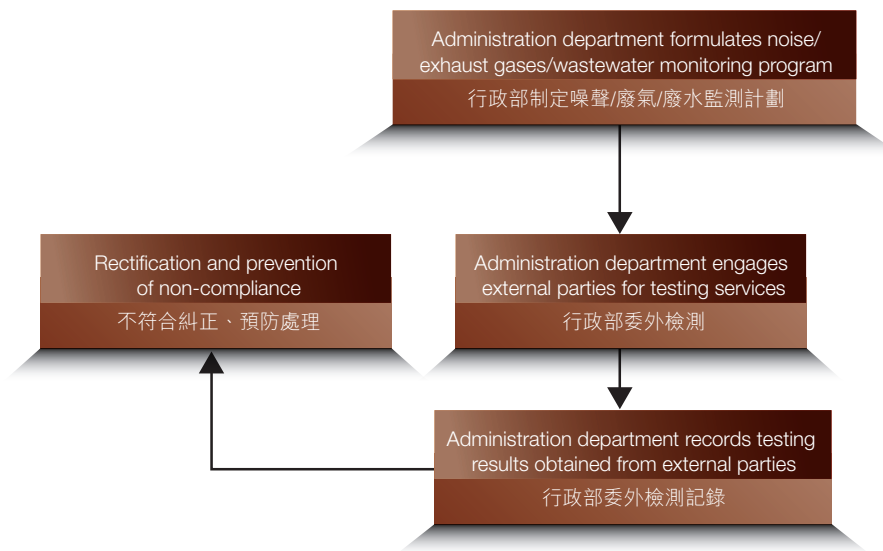 Administration department formulates noise/
exhaust gases/wastewater monitoring program
行政部制定噪聲/廢氣/廢水監測計劃
Rectification and prevention
of non-compliance
不符合糾正、預防處理
Administration department engages
external parties for testing services
行政部委外檢測
Administration department records testing
results obtained from external parties
行政部委外檢測記錄